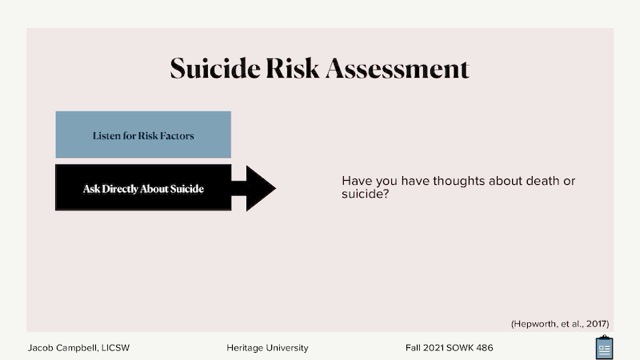 Suicide Risk Assessment
Listen for Risk Factors
Ask Directly About Suicide
Have you have thoughts about death or
suicide?
(Hepworth, et al., 2017)
Jacob Campbell, LICSW
Heritage University
Fall 2021 SOWK 486